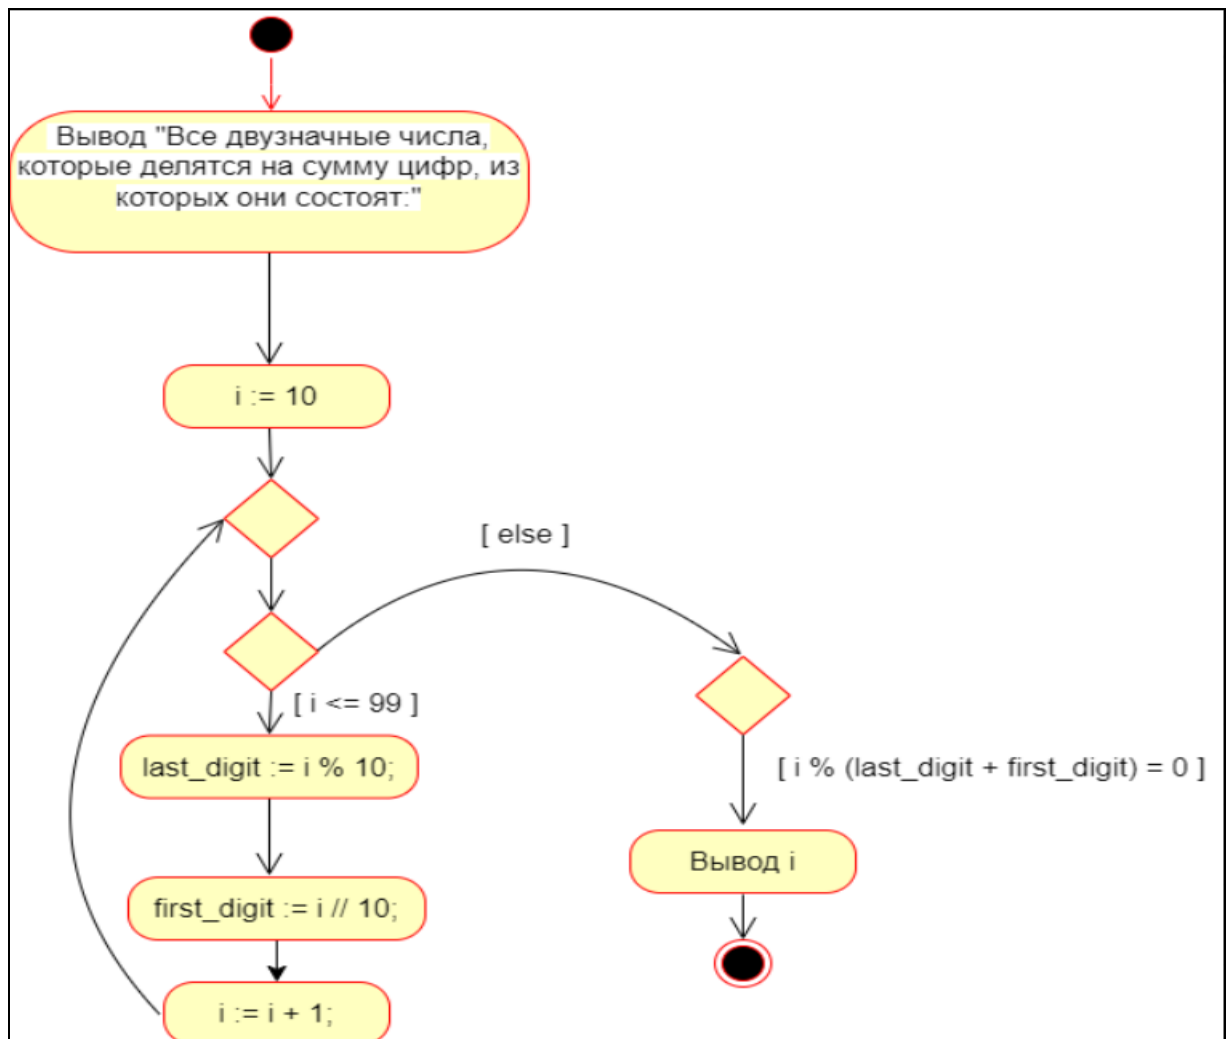 Вывод "Все двузначные числа,
которые делятся на сумму цифр, из
которых они состоят:"
i := 10
[ else ]
[ i <= 99 ]
last_digit := i % 10;
[ i % (last_digit + first_digit) = 0 ]
Вывод i
first_digit := i // 10;
i := i + 1;